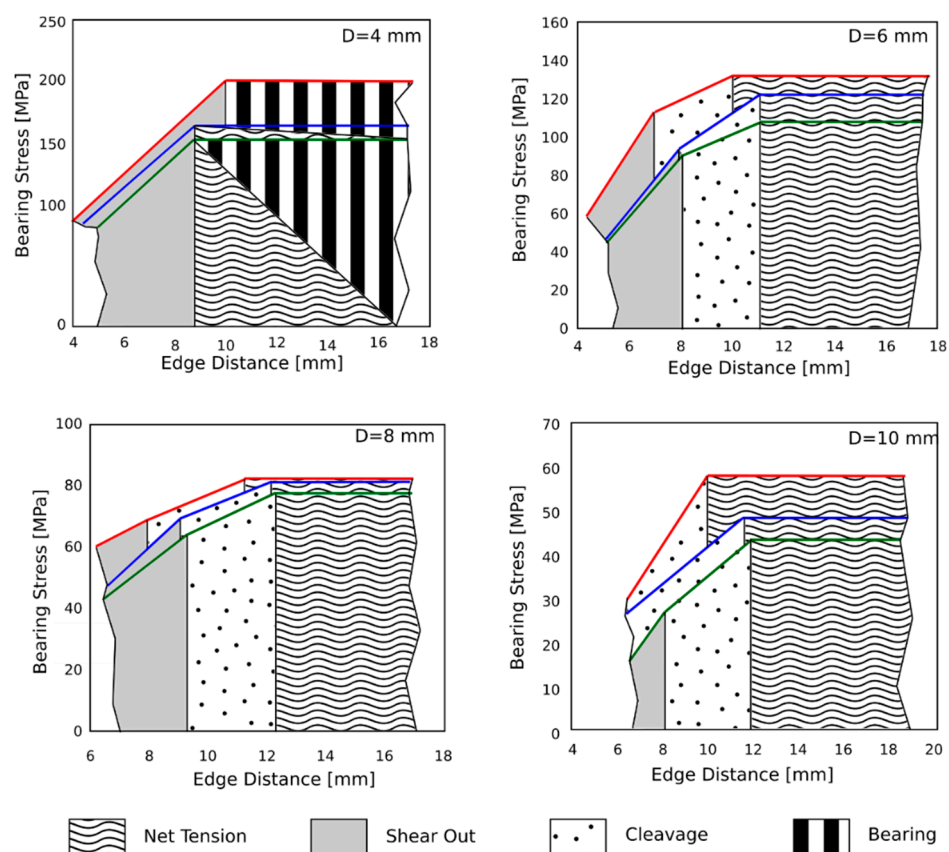 D=4 mm
Bearing Stress [MPa]
250
200
150
100
0
4 6 8 10 12 14 16 18
Edge Distance [mm]
D=6 mm
Bearing Stress [MPa]
160
140
120
100
80
60
40
20
0
4 6 8 10 12 14 16 18
Edge Distance [mm]
D=8 mm
Bearing Stress [MPa]
100
80
60
40
20
0
6 8 10 12 14 16 18
Edge Distance [mm]
D=10 mm
Bearing Stress [MPa]
70
60
50
40
30
20
10
0
4 6 8 10 12 14 16 18 20
Edge Distance [mm]
Net Tension Shear Out Cleavage Bearing